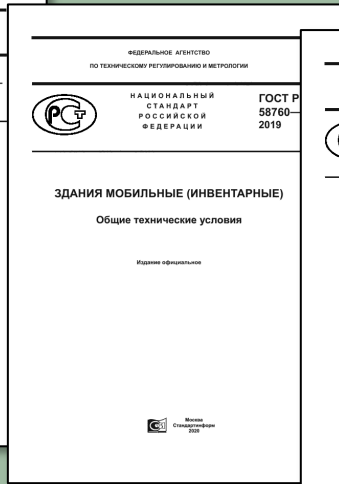 ФЕДЕРАЛЬНОЕ АГЕНТСТВО
ПО ТЕХНИЧЕСКОМУ РЕГУЛИРОВАНИЮ И МЕТРОЛОГИИ
НАЦИОНАЛЬНЫЙ
СТАНДАРТ
РОССИЙСКОЙ
ФЕДЕРАЦИИ
ГОСТ Р
58760—
2019
ЗДАНИЯ МОБИЛЬНЫЕ (ИНВЕНТАРНЫЕ)
Общие технические условия
Издание официальное
Москва
Стандартинформ
2020